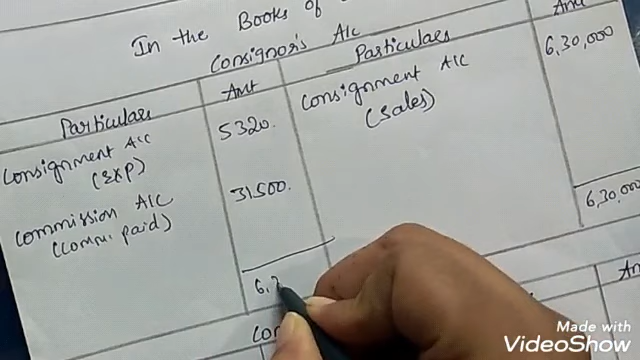 In the Books of
Consignor's A/c
Particulars Amt Particulars Amt
Consignment A/c 5320. Consignment A/c 6,30,000
(Exp) (Sales)
Commission A/c 31500.
(comm. paid)
6,30,000
6,
Made with
VideoShow